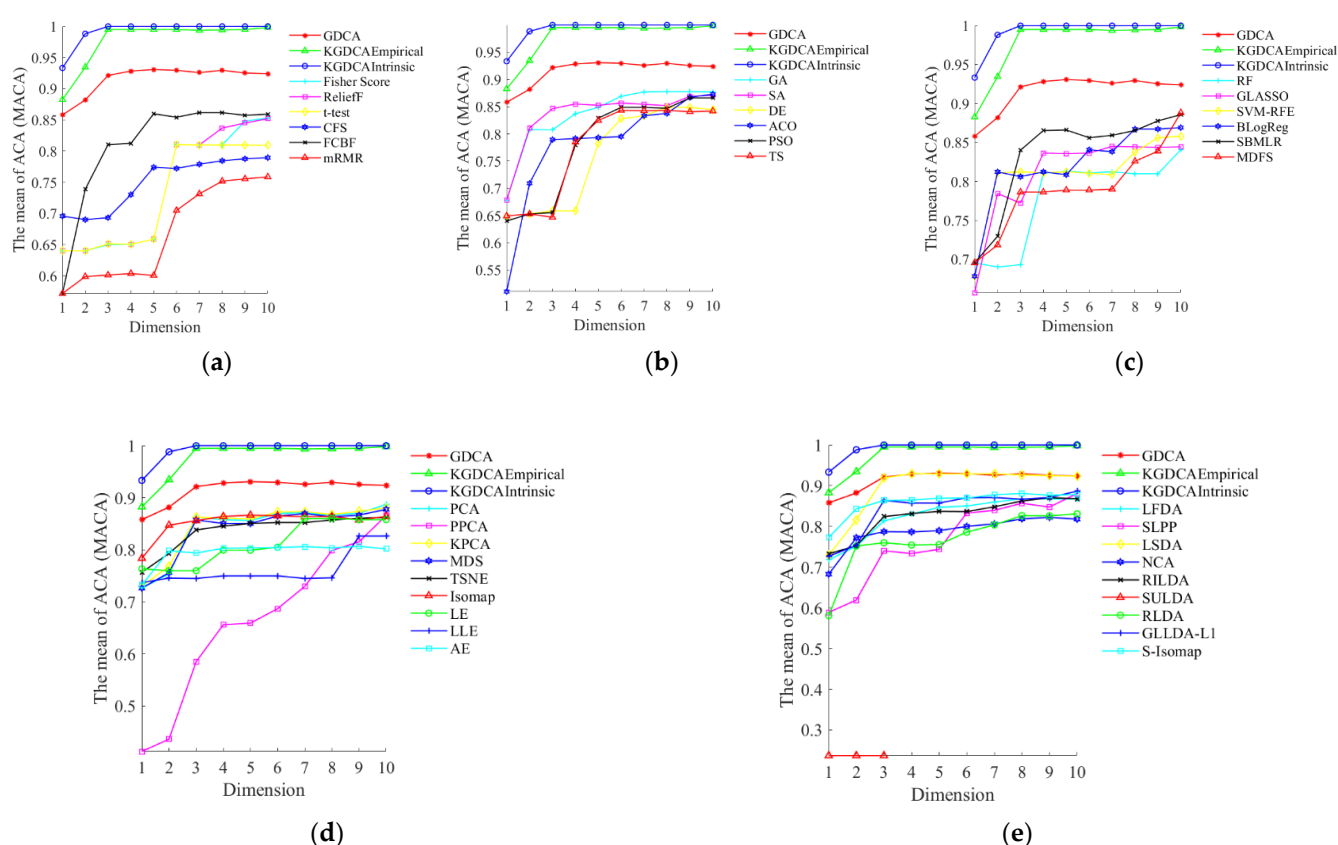 The mean of ACA (MACA)
1
0.95
0.9
0.85
0.8
0.75
0.7
0.65
0.6
1 2 3 4 5 6 7 8 9 10
Dimension
GDCA
KGDCAEmpirical
KGDCAIntrinsic
Fisher Score
ReliefF
t-test
CFS
FCBF
mRMR
(a)
The mean of ACA (MACA)
0.95
0.90
0.85
0.80
0.75
0.70
0.65
0.60
0.55
1 2 3 4 5 6 7 8 9 10
Dimension
GDCA
KGDCAEmpirical
KGDCAIntrinsic
GA
SA
DE
ACO
PSO
TS
(b)
The mean of ACA (MACA)
1
0.95
0.9
0.85
0.8
0.75
0.7
1 2 3 4 5 6 7 8 9 10
Dimension
GDCA
KGDCAEmpirical
KGDCAIntrinsic
RF
GLASSO
SVM-RFE
BLogReg
SBMLR
MDFS
(c)
The mean of ACA (MACA)
1
0.9
0.8
0.7
0.6
0.5
1 2 3 4 5 6 7 8 9 10
Dimension
GDCA
KGDCAEmpirical
KGDCAIntrinsic
PCA
PPCA
KPCA
MDS
TSNE
Isomap
LE
LLE
AE
(d)
The mean of ACA (MACA)
1
0.9
0.8
0.7
0.6
0.5
0.4
0.3
1 2 3 4 5 6 7 8 9 10
Dimension
GDCA
KGDCAEmpirical
KGDCAIntrinsic
LFDA
SLPP
LSDA
NCA
RILDA
SULDA
RLDA
GLLDA-L1
S-Isomap
(e)